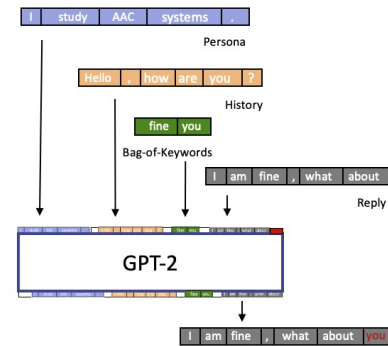 I study AAC systems .
Persona
Hello , how are you ?
History
fine you
Bag-of-Keywords
I am fine , what about
Reply
GPT-2
I am fine , what about you